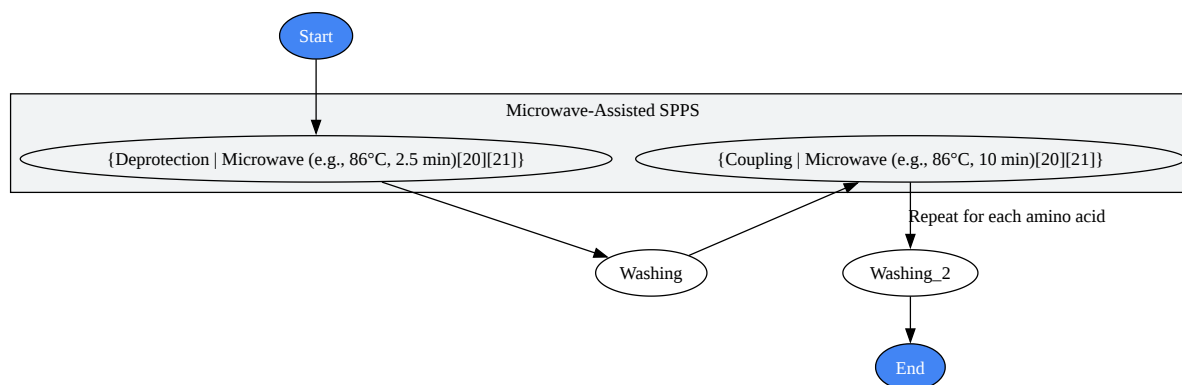 Start
Microwave-Assisted SPPS
{Deprotection | Microwave (e.g., 86°C, 2.5 min)[20][21]}
{Coupling | Microwave (e.g., 86°C, 10 min)[20][21]}
Repeat for each amino acid
Washing
Washing_2
End